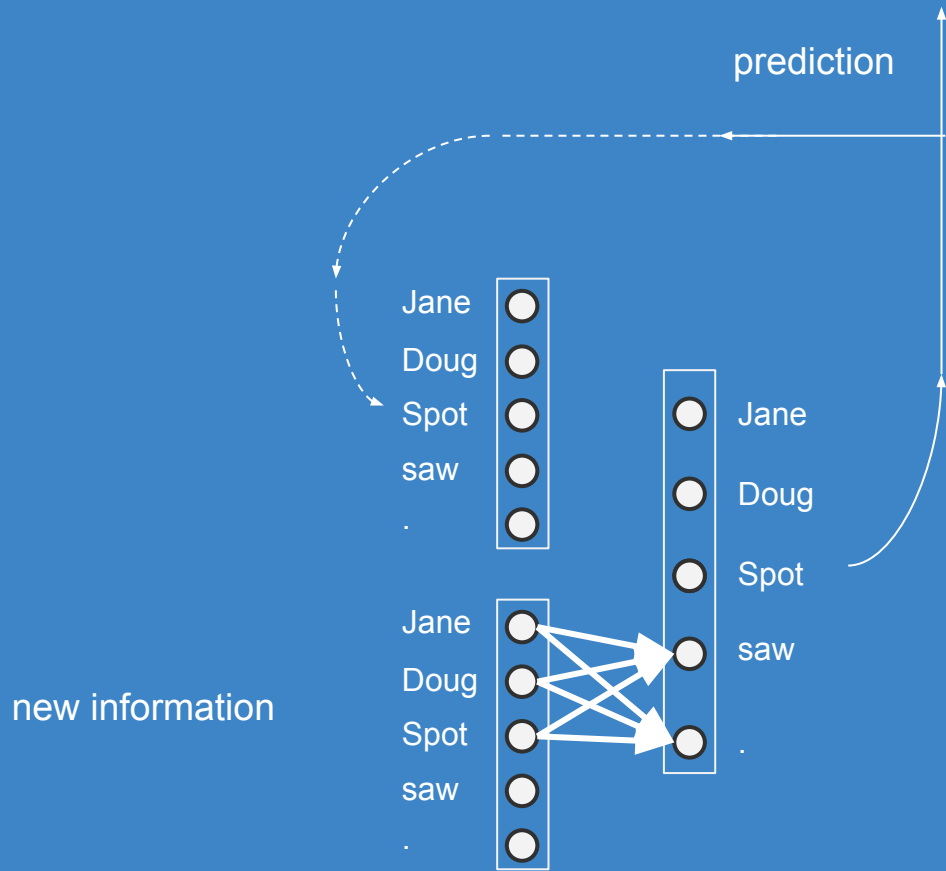 prediction
Jane
Doug
Spot
saw
.
Jane
Doug
Spot
saw
.
new information
Jane
Doug
Spot
saw
.